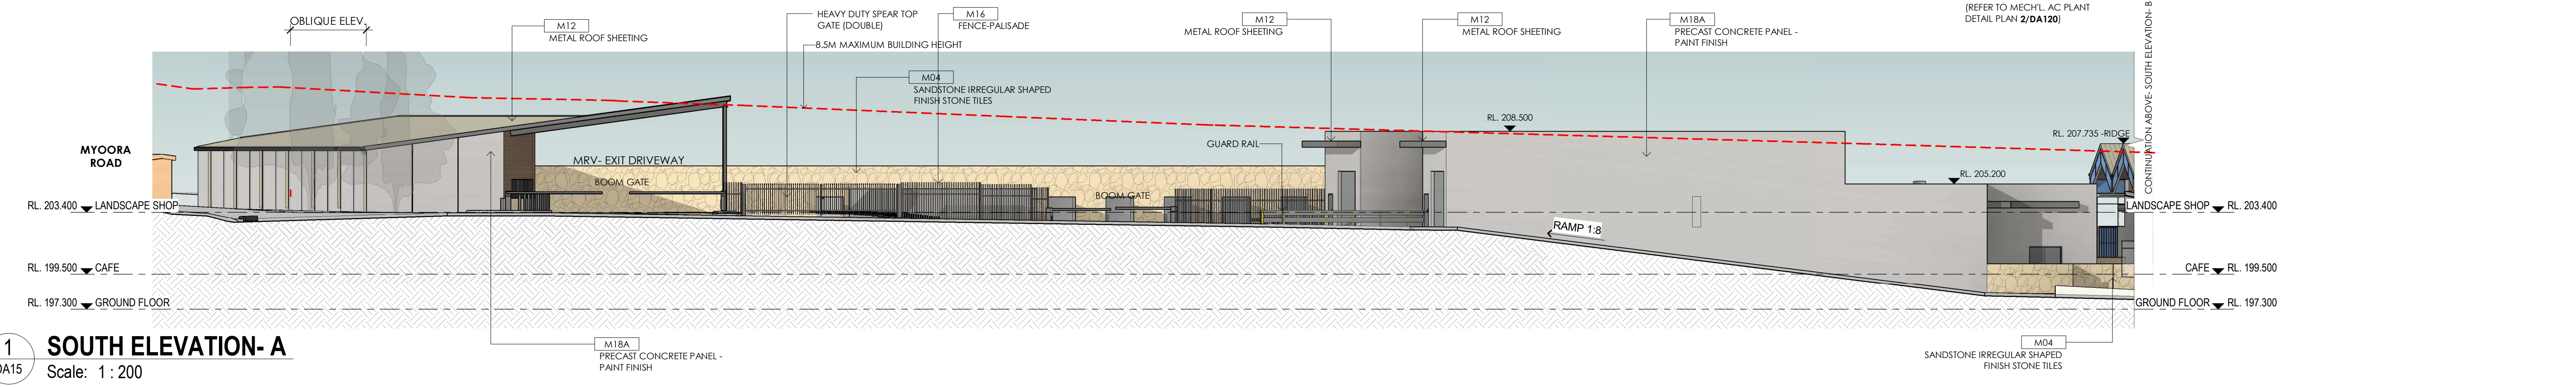 OBLIQUE ELEV.
M12
METAL ROOF SHEETING
HEAVY DUTY SPEAR TOP
GATE (DOUBLE)
M16
FENCE-PALISADE
8.5M MAXIMUM BUILDING HEIGHT
M04
SANDSTONE IRREGULAR SHAPED
FINISH STONE TILES
M12
METAL ROOF SHEETING
M12
METAL ROOF SHEETING
M18A
PRECAST CONCRETE PANEL -
PAINT FINISH
(REFER TO MECH'L. AC PLANT
DETAIL PLAN 2/DA120)
CONTINUATION ABOVE- SOUTH ELEVATION- B
RL. 208.500
RL. 207.735 -RIDGE
GUARD RAIL
MYOORA
ROAD
MRV- EXIT DRIVEWAY
BOOM GATE
BOOM GATE
RL. 205.200
RL. 203.400 LANDSCAPE SHOP
LANDSCAPE SHOP RL. 203.400
RAMP 1:8
RL. 199.500 CAFE
CAFE RL. 199.500
RL. 197.300 GROUND FLOOR
GROUND FLOOR RL. 197.300
1
DA15
SOUTH ELEVATION- A
Scale: 1 : 200
M18A
PRECAST CONCRETE PANEL -
PAINT FINISH
M04
SANDSTONE IRREGULAR SHAPED
FINISH STONE TILES